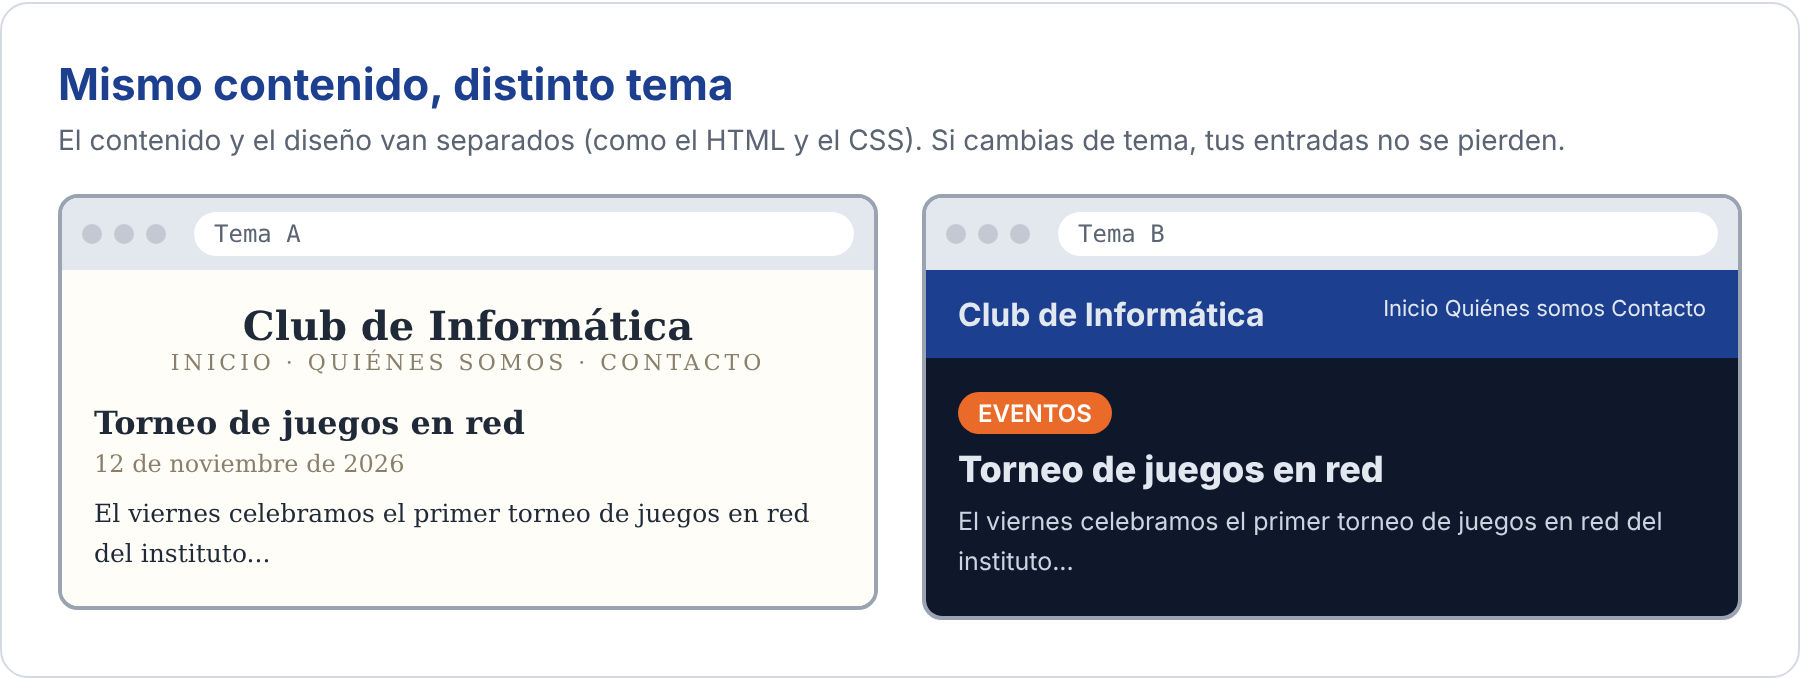 Mismo contenido, distinto tema
El contenido y el diseño van separados (como el HTML y el CSS). Si cambias de tema, tus entradas no se pierden.
Tema A
Club de Informática
INICIO · QUIÉNES SOMOS · CONTACTO
Torneo de juegos en red
12 de noviembre de 2026
El viernes celebramos el primer torneo de juegos en red
del instituto...
Tema B
Club de Informática
Inicio Quiénes somos Contacto
EVENTOS
Torneo de juegos en red
El viernes celebramos el primer torneo de juegos en red del
instituto...